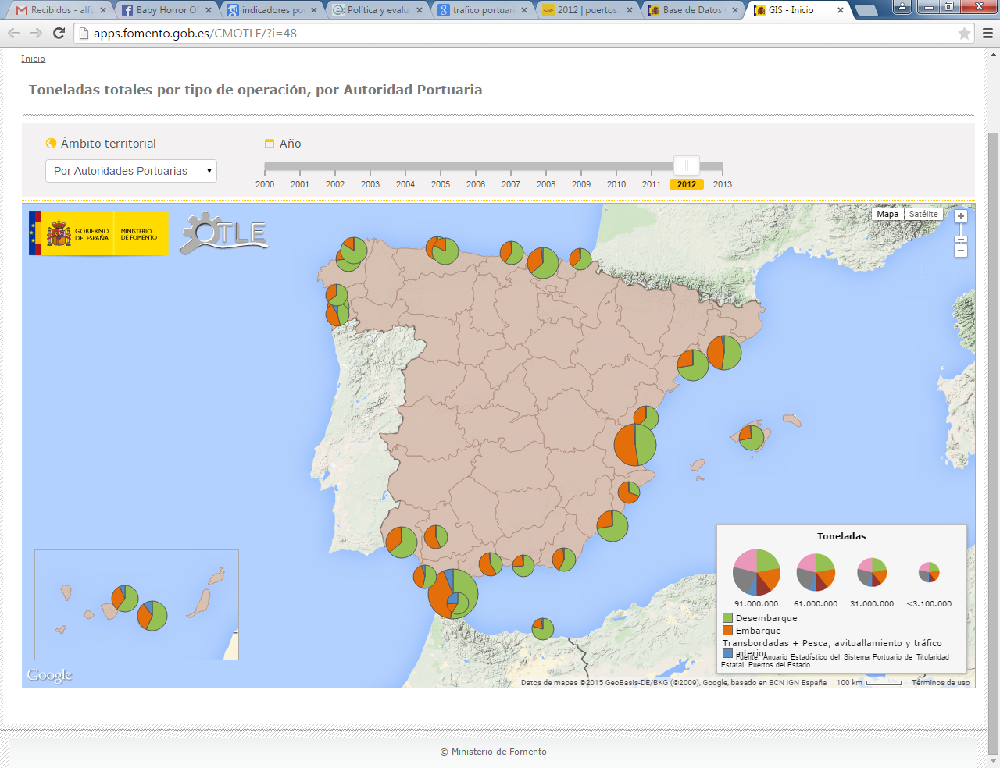 Recibidos - alfo
Baby Horror Of
indicadores po
Política y evalu
trafico portuari
2012 | puertos.
Base de Datos
GIS - Inicio
apps.fomento.gob.es/CMOTLE/?i=48
Inicio
Toneladas totales por tipo de operación, por Autoridad Portuaria
Ámbito territorial
Año
Por Autoridades Portuarias
2000 2001 2002 2003 2004 2005 2006 2007 2008 2009 2010 2011 2012 2013
GOBIERNO DE ESPAÑA
MINISTERIO DE FOMENTO
OTLE
Mapa Satélite
Toneladas
91.000.000 61.000.000 31.000.000 ≤3.100.000
Desembarque
Embarque
Transbordadas + Pesca, avituallamiento y tráfico
interior
Fuente: Anuario Estadístico del Sistema Portuario de Titularidad
Estatal. Puertos del Estado.
Google
Datos de mapas ©2015 GeoBasis-DE/BKG (©2009), Google, basado en BCN IGN España 100 km Términos de uso
© Ministerio de Fomento